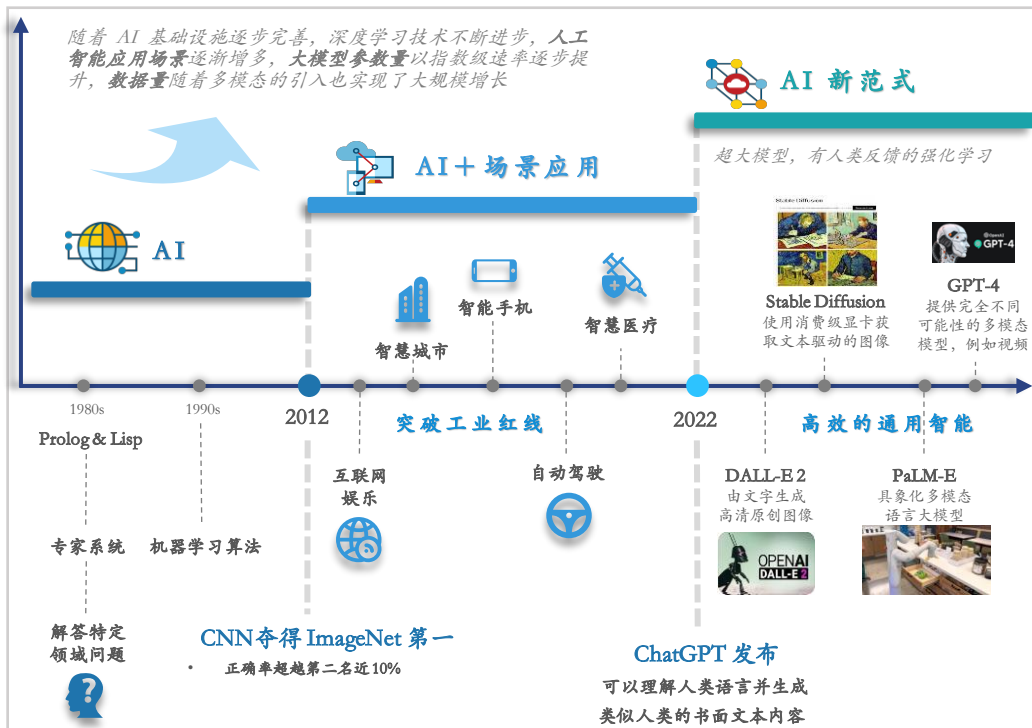 随着 AI 基础设施逐步完善，深度学习技术不断进步，人工
智能应用场景逐渐增多，大模型参数量以指数级速率逐步提
升，数据量随着多模态的引入也实现了大规模增长
AI 新范式
超大模型，有人类反馈的强化学习
AI＋场景应用
AI
Stable Diffusion
OpenAI
GPT-4
Stable Diffusion
使用消费级显卡获
取文本驱动的图像
GPT-4
提供完全不同
可能性的多模态
模型，例如视频
智慧城市
智能手机
智慧医疗
1980s
1990s
2012
2022
突破工业红线
高效的通用智能
Prolog & Lisp
专家系统
机器学习算法
解答特定
领域问题
互联网
娱乐
自动驾驶
DALL-E 2
由文字生成
高清原创图像
OPENAI
DALL-E 2
PaLM-E
具象化多模态
语言大模型
CNN夺得 ImageNet 第一
• 正确率超越第二名近10%
ChatGPT 发布
可以理解人类语言并生成
类似人类的书面文本内容